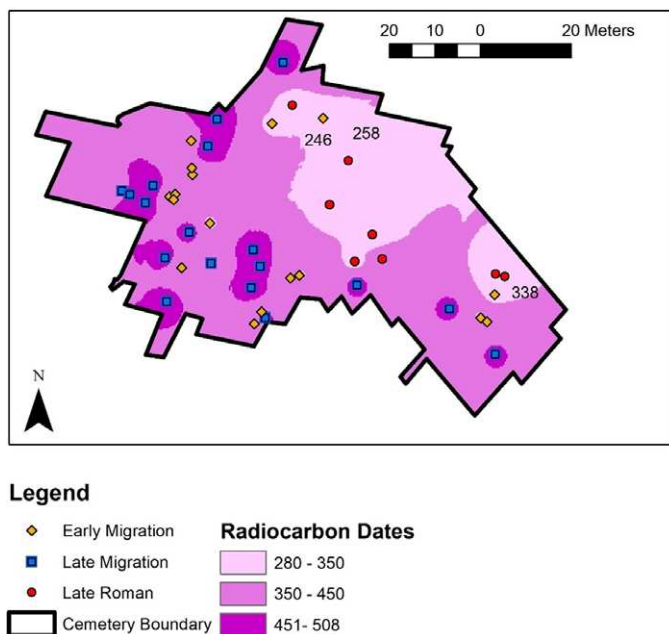 20 10 0 20 Meters
246 258
338
N
Legend
Early Migration
Late Migration
Late Roman
Cemetery Boundary
Radiocarbon Dates
280 - 350
350 - 450
451- 508